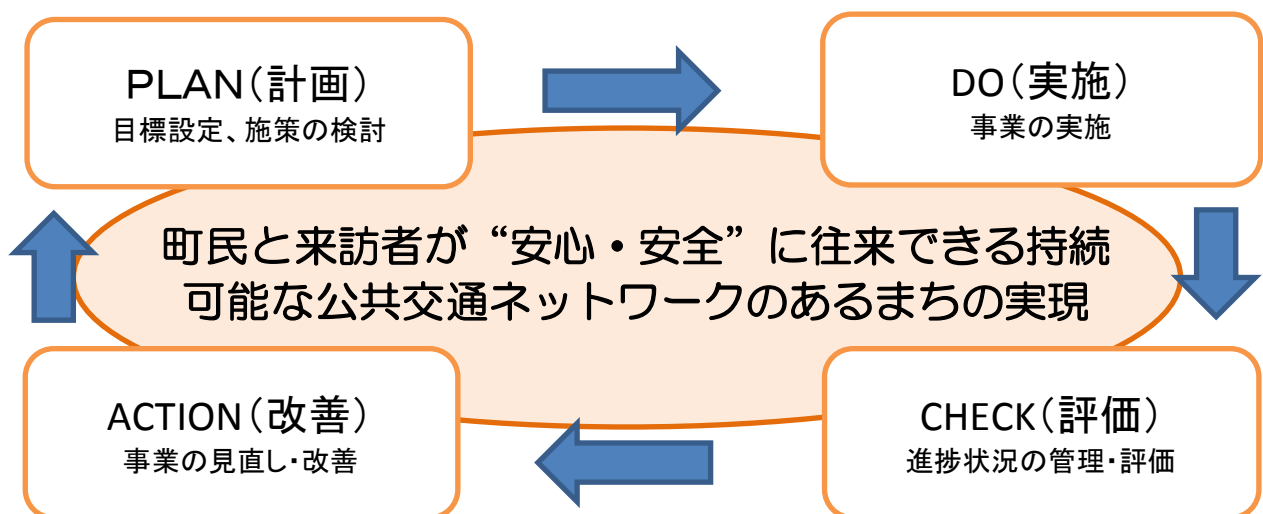 PLAN(計画)
目標設定、施策の検討
DO(実施)
事業の実施
町民と来訪者が“安心・安全”に往来できる持続
可能な公共交通ネットワークのあるまちの実現
ACTION(改善)
事業の見直し・改善
CHECK(評価)
進捗状況の管理・評価